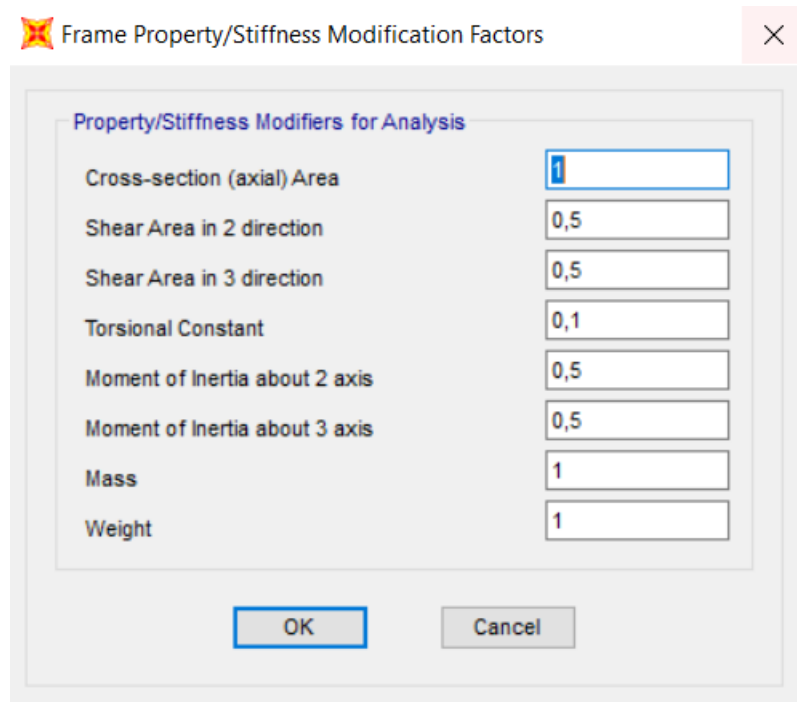 Frame Property/Stiffness Modification Factors
Property/Stiffness Modifiers for Analysis
Cross-section (axial) Area 1
Shear Area in 2 direction 0,5
Shear Area in 3 direction 0,5
Torsional Constant 0,1
Moment of Inertia about 2 axis 0,5
Moment of Inertia about 3 axis 0,5
Mass 1
Weight 1
OK Cancel